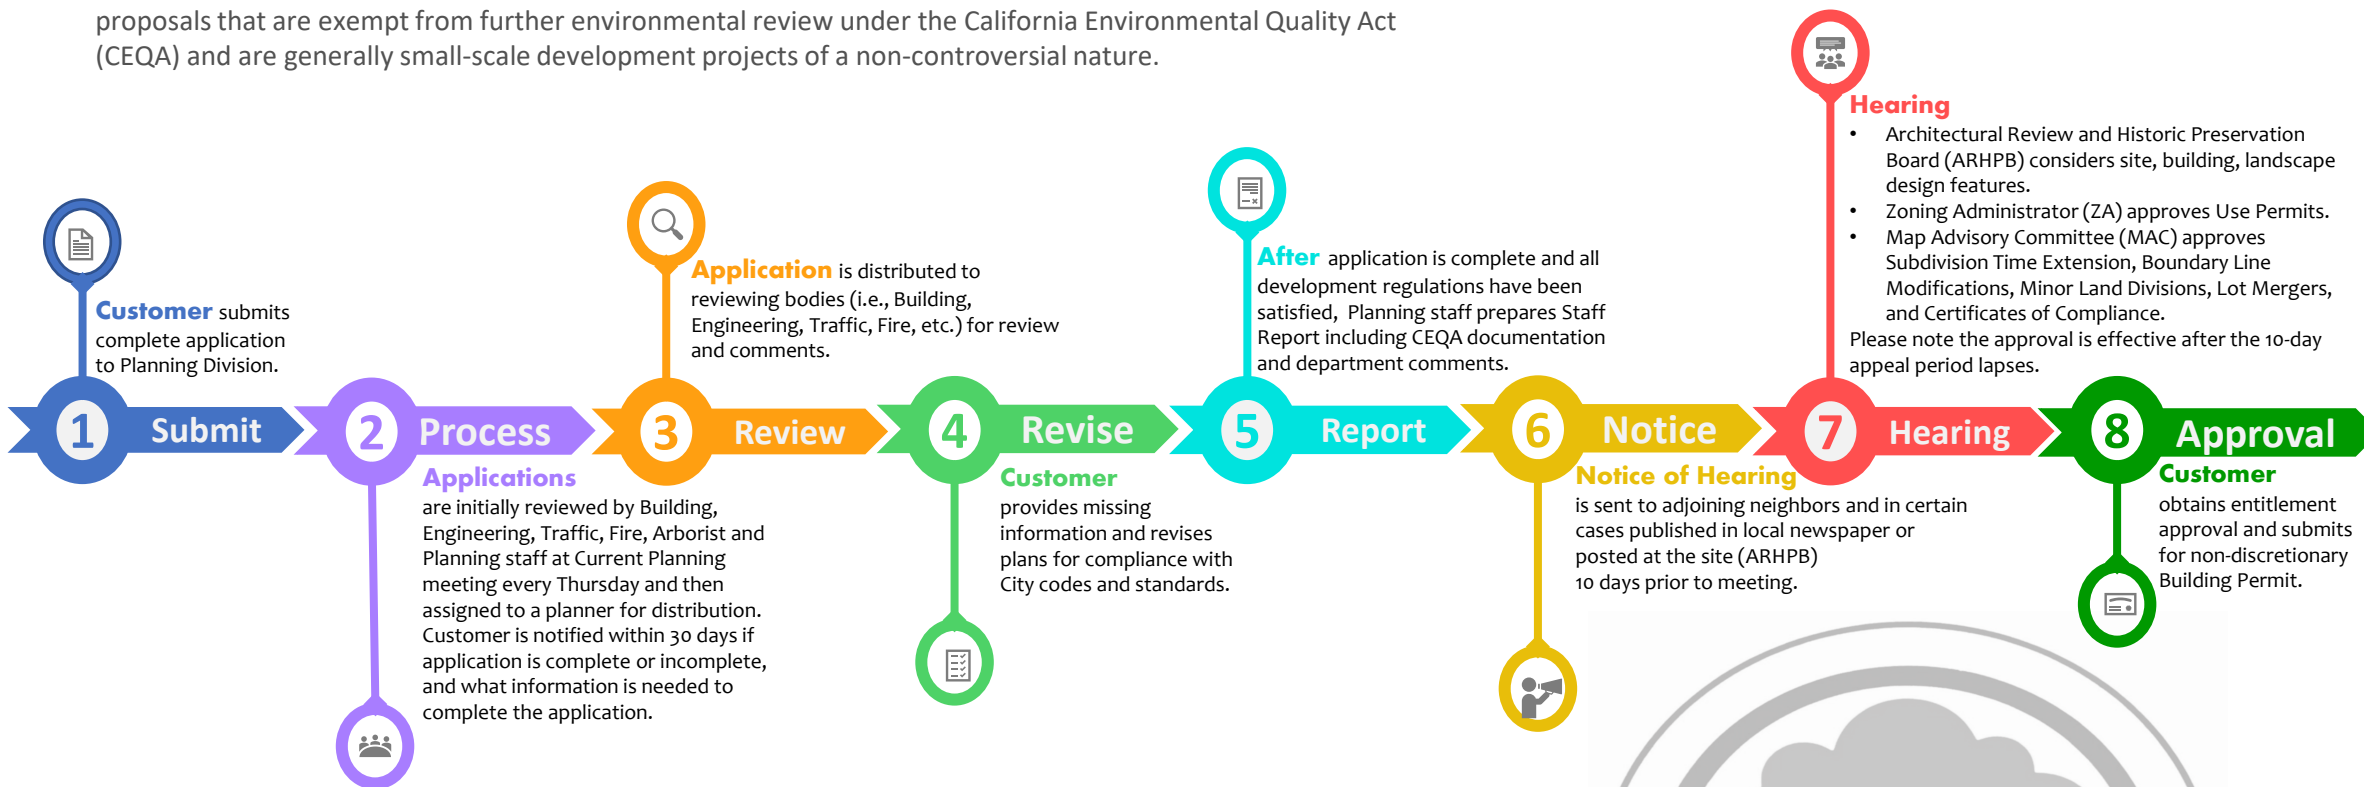 proposals that are exempt from further environmental review under the California Environmental Quality Act
(CEQA) and are generally small-scale development projects of a non-controversial nature.
1 Submit
Customer submits
complete application
to Planning Division.
2 Process
Applications
are initially reviewed by Building,
Engineering, Traffic, Fire, Arborist and
Planning staff at Current Planning
meeting every Thursday and then
assigned to a planner for distribution.
Customer is notified within 30 days if
application is complete or incomplete,
and what information is needed to
complete the application.
3 Review
Application is distributed to
reviewing bodies (i.e., Building,
Engineering, Traffic, Fire, etc.) for review
and comments.
4 Revise
Customer
provides missing
information and revises
plans for compliance with
City codes and standards.
5 Report
After application is complete and all
development regulations have been
satisfied, Planning staff prepares Staff
Report including CEQA documentation
and department comments.
6 Notice
Notice of Hearing
is sent to adjoining neighbors and in certain
cases published in local newspaper or
posted at the site (ARHPB)
10 days prior to meeting.
7 Hearing
Hearing
• Architectural Review and Historic Preservation
Board (ARHPB) considers site, building, landscape
design features.
• Zoning Administrator (ZA) approves Use Permits.
• Map Advisory Committee (MAC) approves
Subdivision Time Extension, Boundary Line
Modifications, Minor Land Divisions, Lot Mergers,
and Certificates of Compliance.
Please note the approval is effective after the 10-day
appeal period lapses.
8 Approval
Customer
obtains entitlement
approval and submits
for non-discretionary
Building Permit.